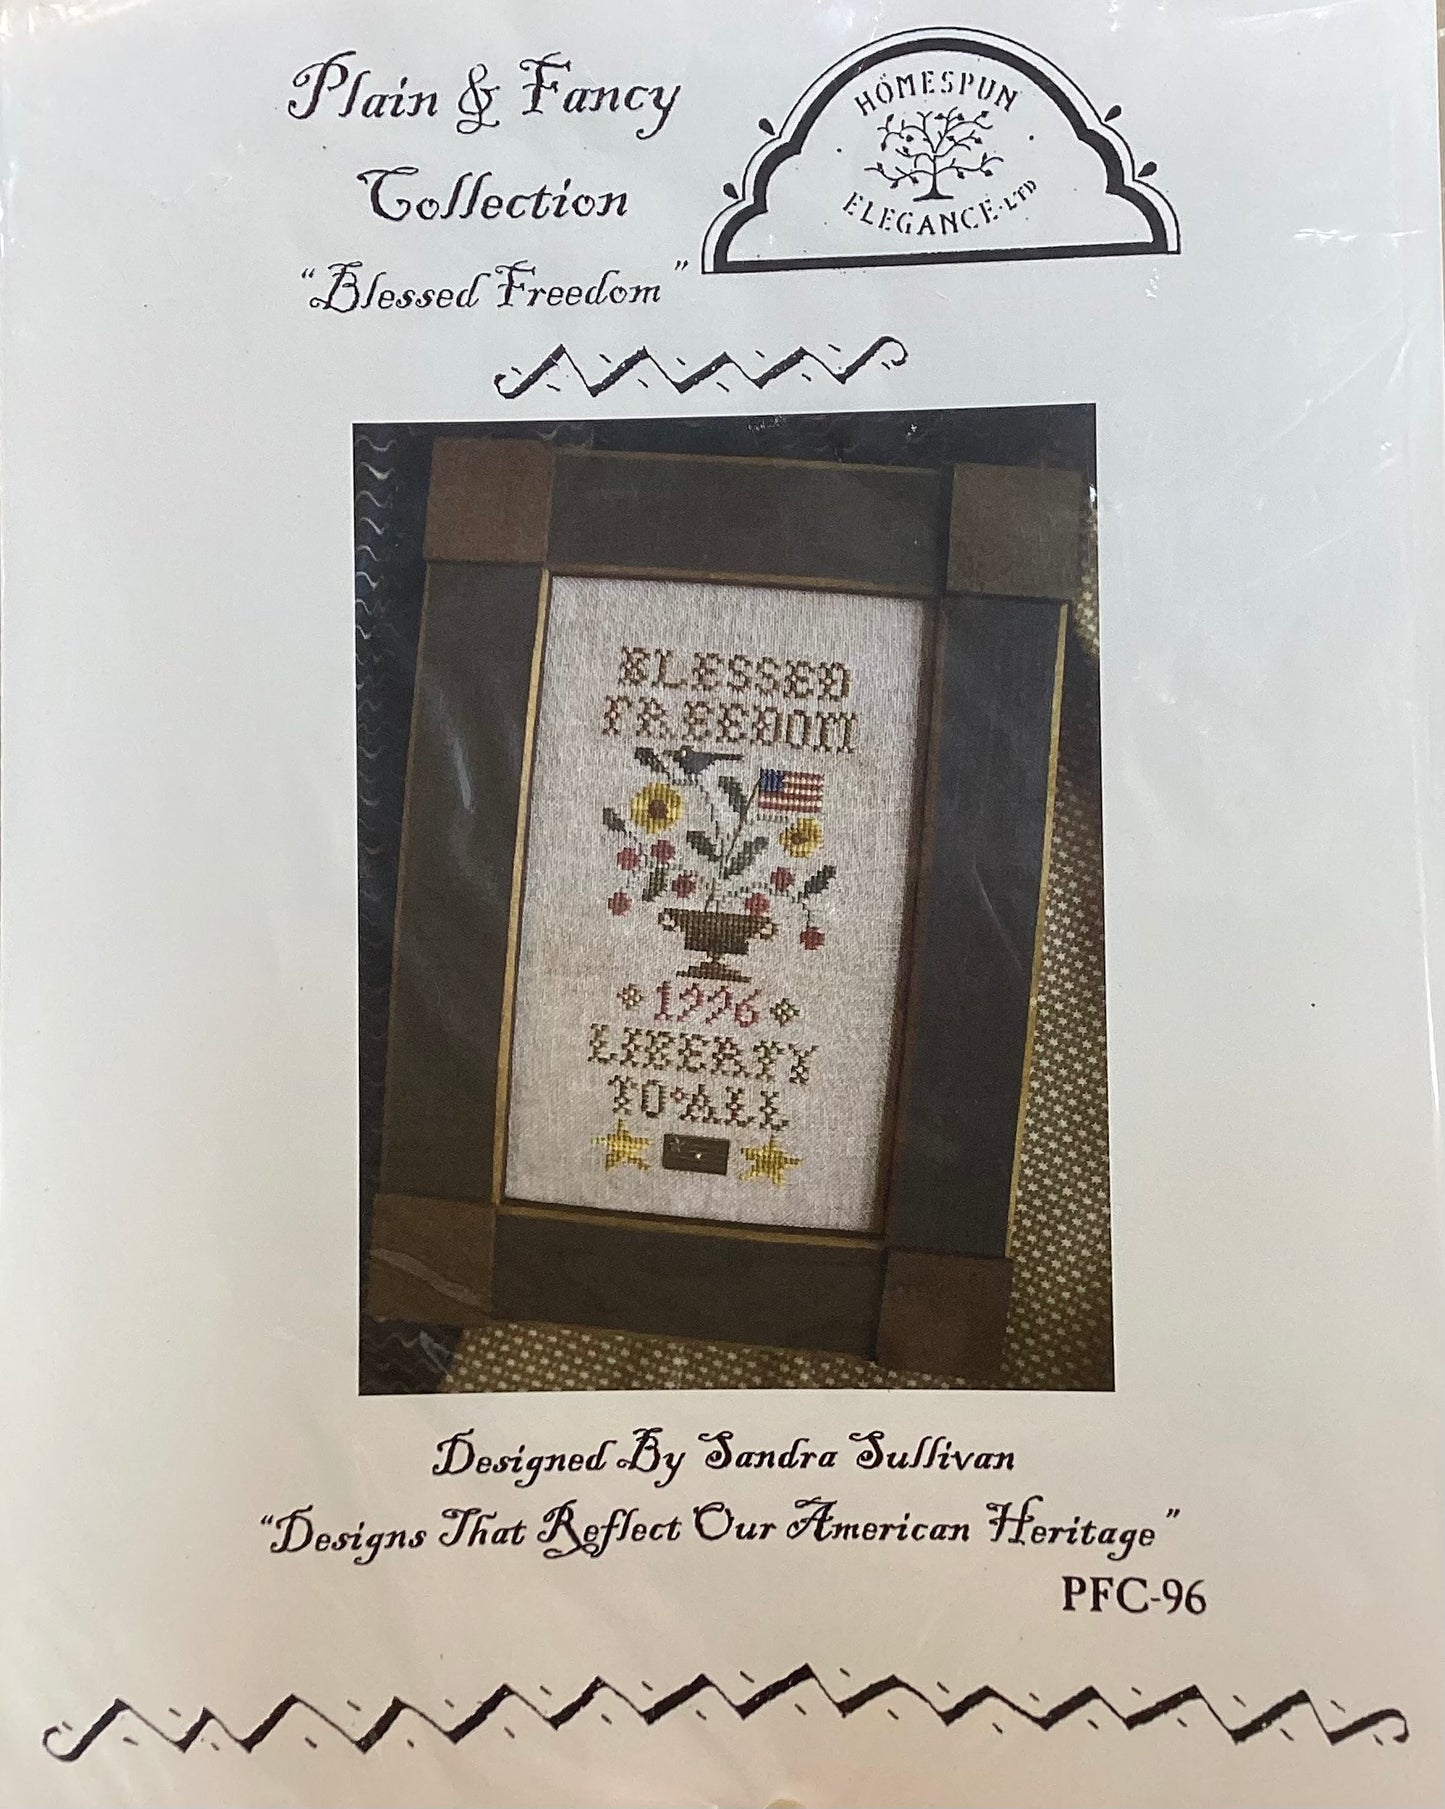 Plain & Fancy
Collection
"Blessed Freedom"
HOMESPUN
ELEGANCE·LTD
BLESSED
FREEDOM
1996
LIBERTY
TO ALL
Designed By Sandra Sullivan
"Designs That Reflect Our American Heritage"
PFC-96